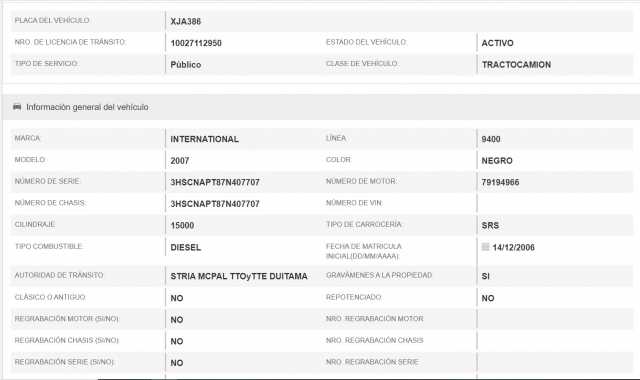 PLACA DEL VEHÍCULO: XJA386
NRO. DE LICENCIA DE TRÁNSITO: 10027112950 ESTADO DEL VEHÍCULO: ACTIVO
TIPO DE SERVICIO: Público CLASE DE VEHÍCULO: TRACTOCAMION
Información general del vehículo
MARCA: INTERNATIONAL LÍNEA: 9400
MODELO: 2007 COLOR: NEGRO
NÚMERO DE SERIE: 3HSCNAPT87N407707 NÚMERO DE MOTOR: 79194966
NÚMERO DE CHASIS: 3HSCNAPT87N407707 NÚMERO DE VIN:
CILINDRAJE: 15000 TIPO DE CARROCERÍA: SRS
TIPO COMBUSTIBLE: DIESEL FECHA DE MATRICULA INICIAL(DD/MM/AAAA): 14/12/2006
AUTORIDAD DE TRÁNSITO: STRIA MCPAL TTOyTTE DUITAMA GRAVÁMENES A LA PROPIEDAD: SI
CLÁSICO O ANTIGUO: NO REPOTENCIADO: NO
REGRABACIÓN MOTOR (SI/NO): NO NRO. REGRABACIÓN MOTOR
REGRABACIÓN CHASIS (SI/NO): NO NRO. REGRABACIÓN CHASIS
REGRABACIÓN SERIE (SI/NO): NO NRO. REGRABACIÓN SERIE